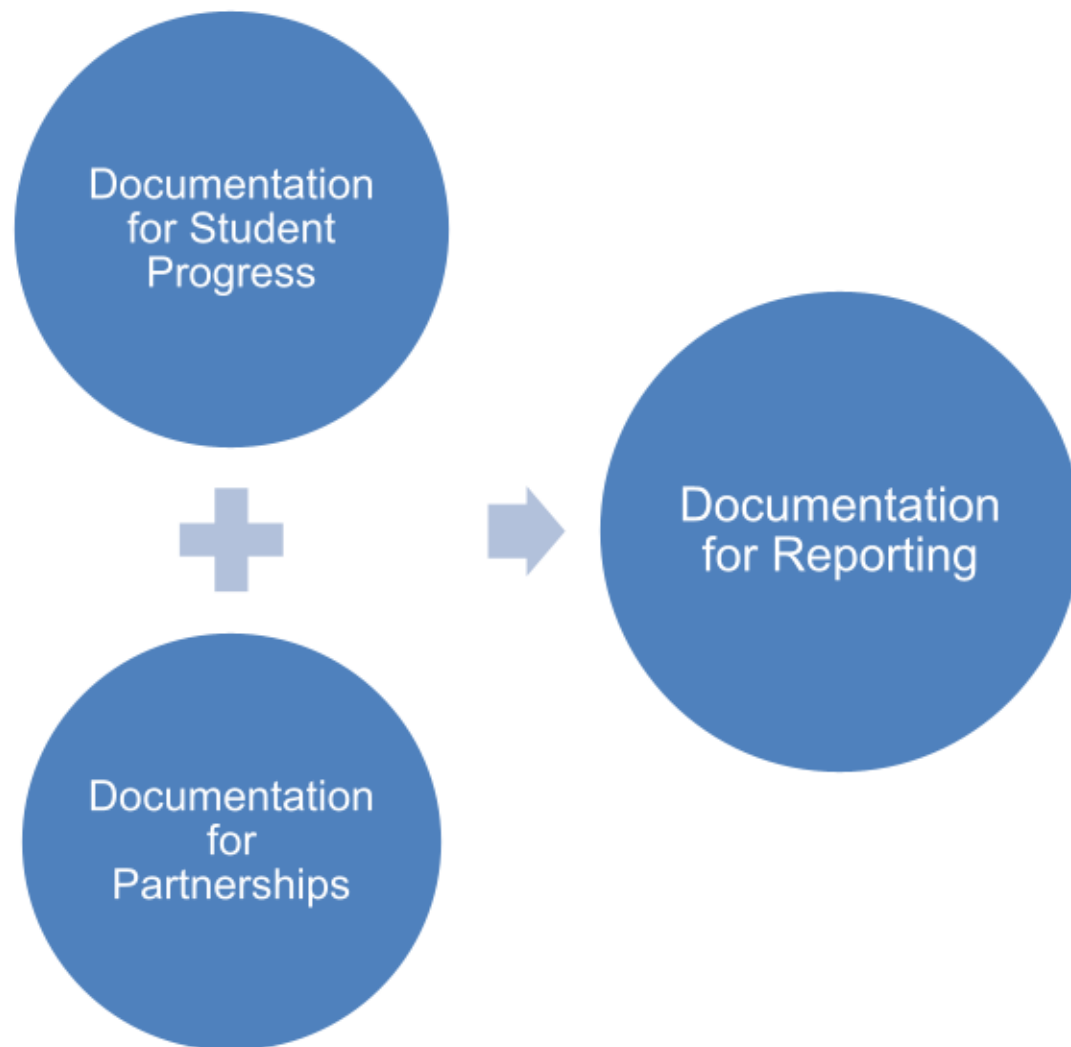 Documentation
for Student
Progress
Documentation
for
Partnerships
Documentation
for Reporting